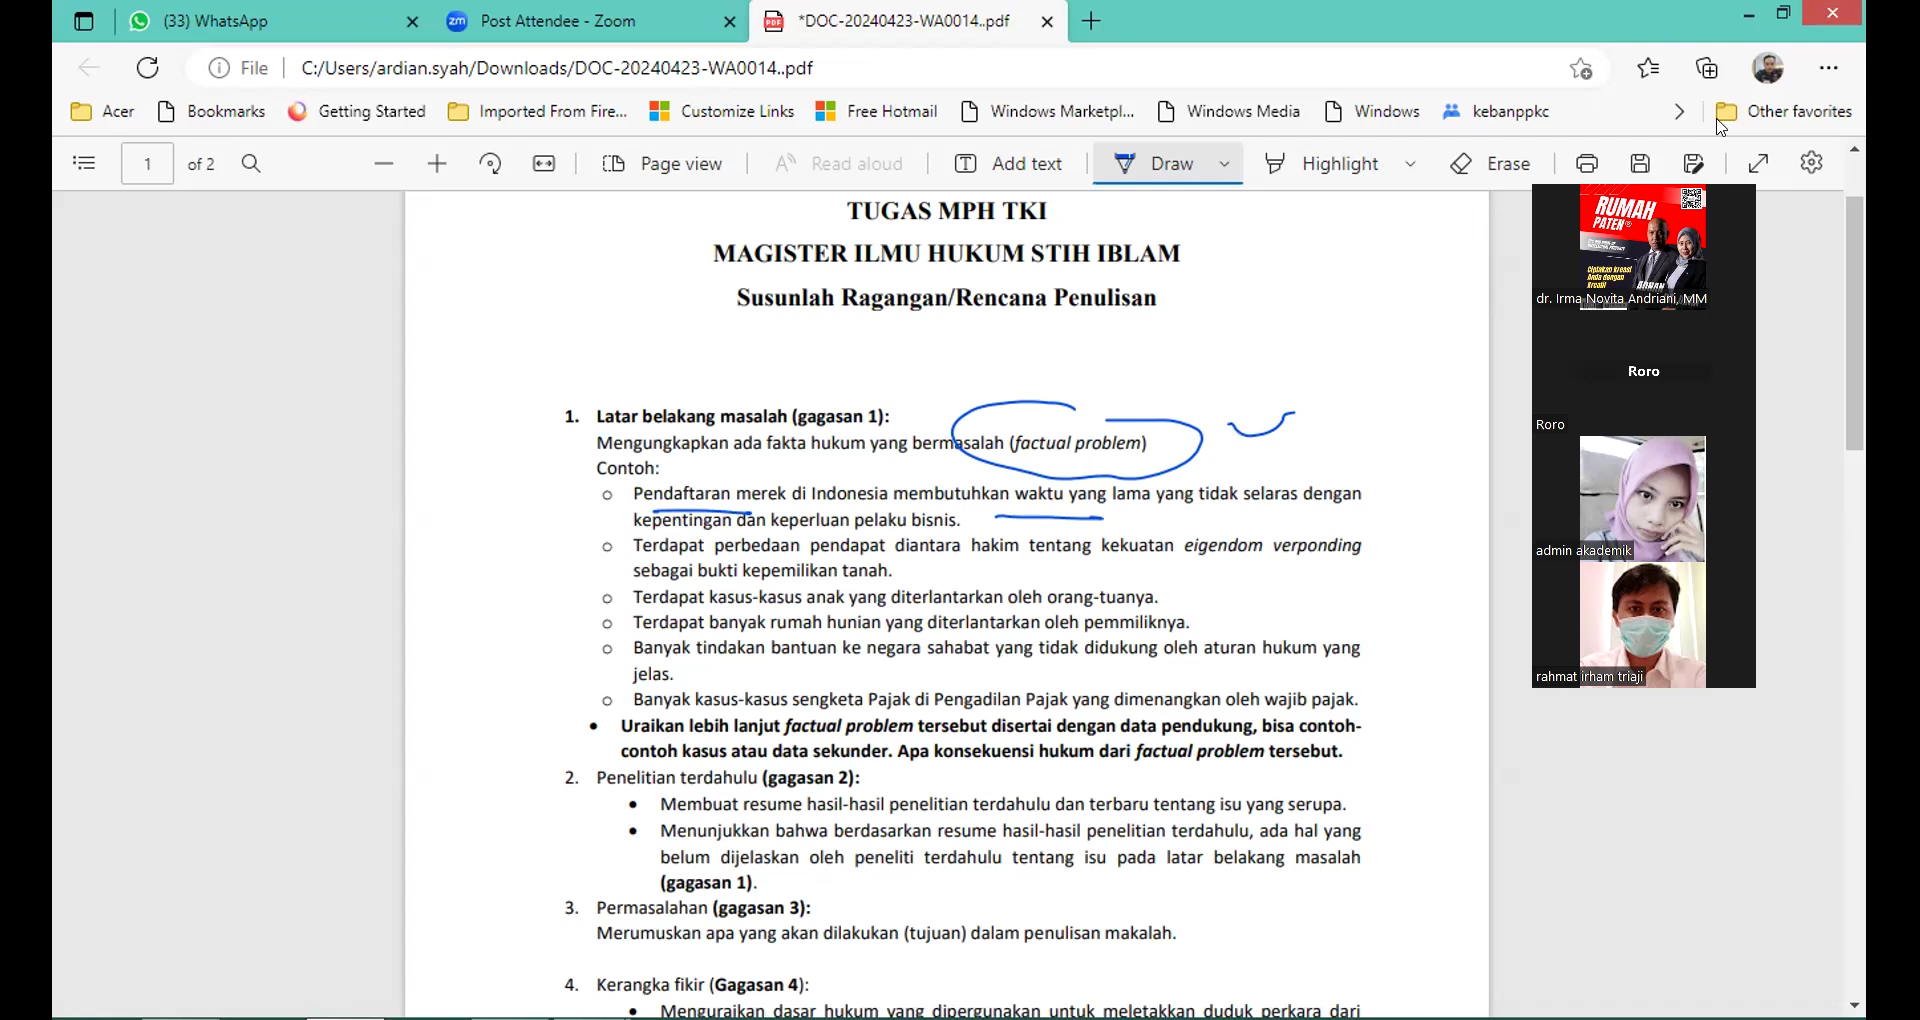 (33) WhatsApp
Post Attendee - Zoom
*DOC-20240423-WA0014..pdf
File
C:/Users/ardian.syah/Downloads/DOC-20240423-WA0014..pdf
Acer
Bookmarks
Getting Started
Imported From Fire...
Customize Links
Free Hotmail
Windows Marketpl...
Windows Media
Windows
kebanppkc
Other favorites
1
of 2
Page view
Read aloud
Add text
Draw
Highlight
Erase
TUGAS MPH TKI
MAGISTER ILMU HUKUM STIH IBLAM
Susunlah Ragangan/Rencana Penulisan
1. Latar belakang masalah (gagasan 1):
Mengungkapkan ada fakta hukum yang bermasalah (factual problem)
Contoh:
o Pendaftaran merek di Indonesia membutuhkan waktu yang lama yang tidak selaras dengan
kepentingan dan keperluan pelaku bisnis.
o Terdapat perbedaan pendapat diantara hakim tentang kekuatan eigendom verponding
sebagai bukti kepemilikan tanah.
o Terdapat kasus-kasus anak yang diterlantarkan oleh orang-tuanya.
o Terdapat banyak rumah hunian yang diterlantarkan oleh pemmiliknya.
o Banyak tindakan bantuan ke negara sahabat yang tidak didukung oleh aturan hukum yang
jelas.
o Banyak kasus-kasus sengketa Pajak di Pengadilan Pajak yang dimenangkan oleh wajib pajak.
• Uraikan lebih lanjut factual problem tersebut disertai dengan data pendukung, bisa contoh-
contoh kasus atau data sekunder. Apa konsekuensi hukum dari factual problem tersebut.
2. Penelitian terdahulu (gagasan 2):
• Membuat resume hasil-hasil penelitian terdahulu dan terbaru tentang isu yang serupa.
• Menunjukkan bahwa berdasarkan resume hasil-hasil penelitian terdahulu, ada hal yang
belum dijelaskan oleh peneliti terdahulu tentang isu pada latar belakang masalah
(gagasan 1).
3. Permasalahan (gagasan 3):
Merumuskan apa yang akan dilakukan (tujuan) dalam penulisan makalah.
4. Kerangka fikir (Gagasan 4):
• Menguraikan dasar hukum yang dipergunakan untuk meletakkan duduk perkara dari
RUMAH
PATEN®
Ciptakan kreasi
Anda dengan
Kreatif
dr. Irma Novita Andriani, MM
Roro
Roro
admin akademik
rahmat irham triaji